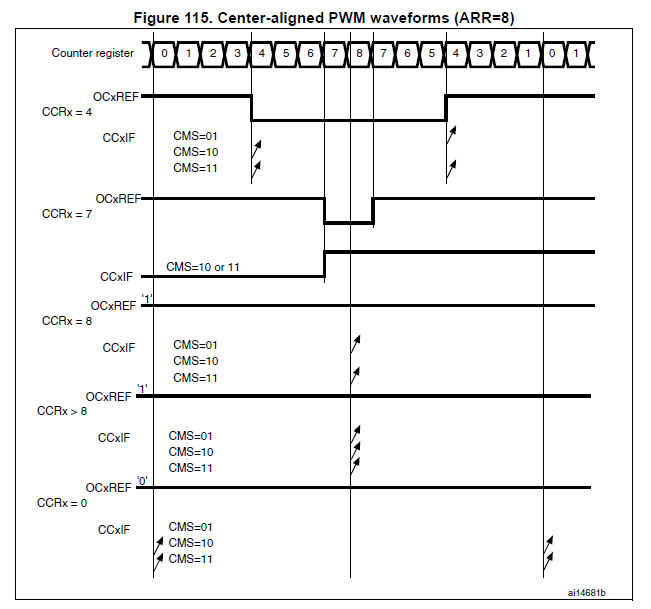 Figure 115. Center-aligned PWM waveforms (ARR=8)
Counter register 0 1 2 3 4 5 6 7 8 7 6 5 4 3 2 1 0 1
OCxREF
CCRx = 4
CCxIF CMS=01
CMS=10
CMS=11
OCxREF
CCRx = 7
CMS=10 or 11
CCxIF
'1'
OCxREF
CCRx = 8
CCxIF CMS=01
CMS=10
CMS=11
'1'
OCxREF
CCRx > 8
CCxIF CMS=01
CMS=10
CMS=11
'0'
OCxREF
CCRx = 0
CCxIF CMS=01
CMS=10
CMS=11
ai14681b